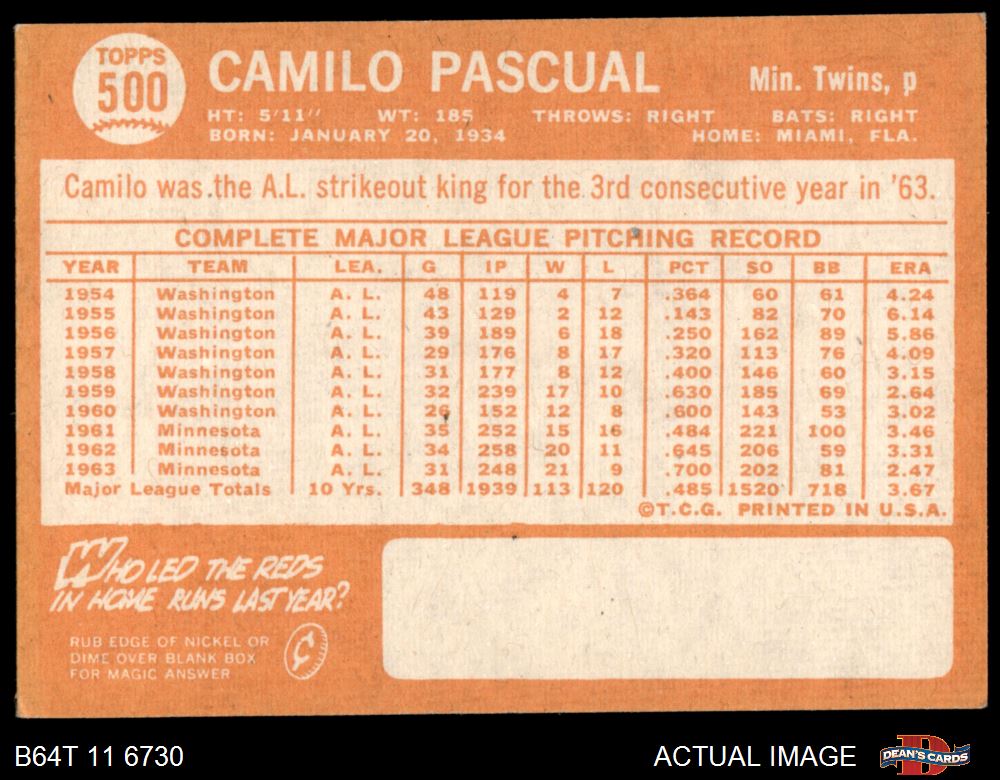 TOPPS
500
CAMILO PASCUAL
Min. Twins, p
HT: 5'11" WT: 185 THROWS: RIGHT BATS: RIGHT
BORN: JANUARY 20, 1934 HOME: MIAMI, FLA.
Camilo was the A.L. strikeout king for the 3rd consecutive year in '63.
COMPLETE MAJOR LEAGUE PITCHING RECORD
YEAR TEAM LEA. G IP W L PCT SO BB ERA
1954 Washington A. L. 48 119 4 7 .364 60 61 4.24
1955 Washington A. L. 43 129 2 12 .143 82 70 6.14
1956 Washington A. L. 39 189 6 18 .250 162 89 5.86
1957 Washington A. L. 29 176 8 17 .320 113 76 4.09
1958 Washington A. L. 31 177 8 12 .400 146 60 3.15
1959 Washington A. L. 32 239 17 10 .630 185 69 2.64
1960 Washington A. L. 26 152 12 8 .600 143 53 3.02
1961 Minnesota A. L. 35 252 15 16 .484 221 100 3.46
1962 Minnesota A. L. 34 258 20 11 .645 206 59 3.31
1963 Minnesota A. L. 31 248 21 9 .700 202 81 2.47
Major League Totals 10 Yrs. 348 1939 113 120 .485 1520 718 3.67
©T.C.G. PRINTED IN U.S.A.
WHO LED THE REDS
IN HOME RUNS LAST YEAR?
RUB EDGE OF NICKEL OR
DIME OVER BLANK BOX
FOR MAGIC ANSWER
¢
B64T 11 6730
ACTUAL IMAGE
DEAN'S CARDS